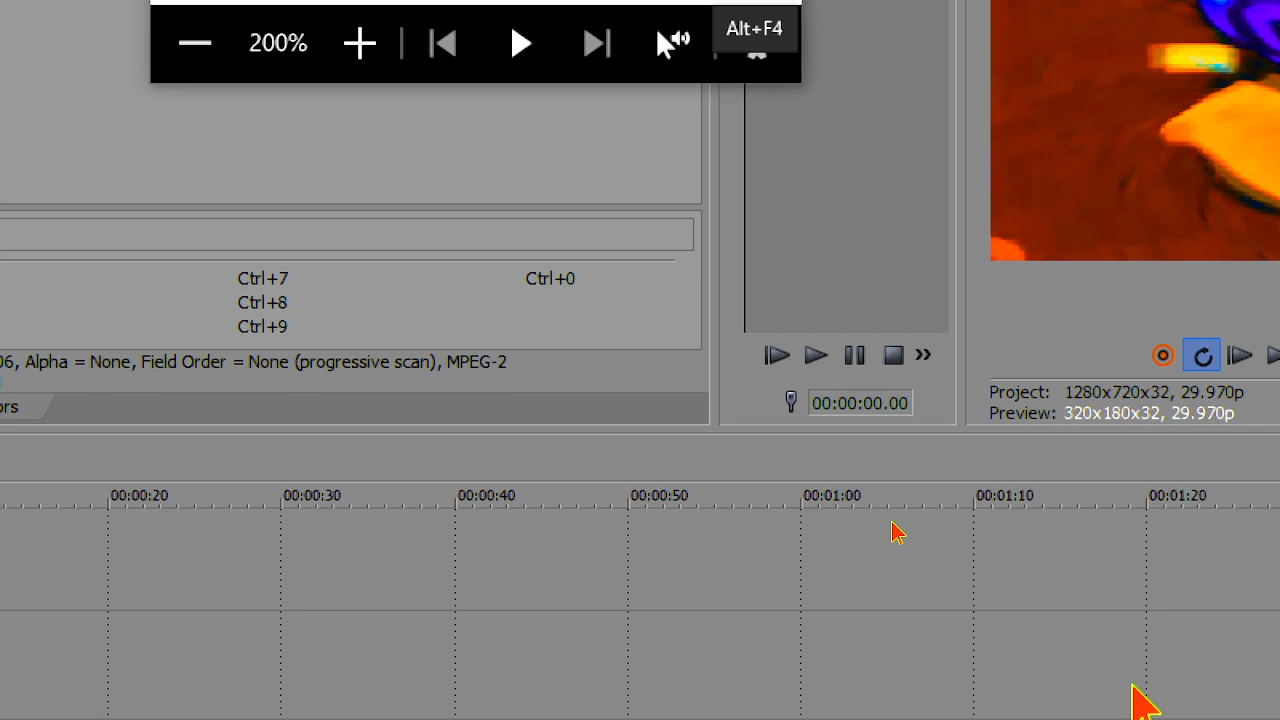 200%
Alt+F4
Ctrl+7 Ctrl+0
Ctrl+8
Ctrl+9
06, Alpha = None, Field Order = None (progressive scan), MPEG-2
ors
00:00:00.00
Project: 1280x720x32, 29.970p
Preview: 320x180x32, 29.970p
00:00:20 00:00:30 00:00:40 00:00:50 00:01:00 00:01:10 00:01:20